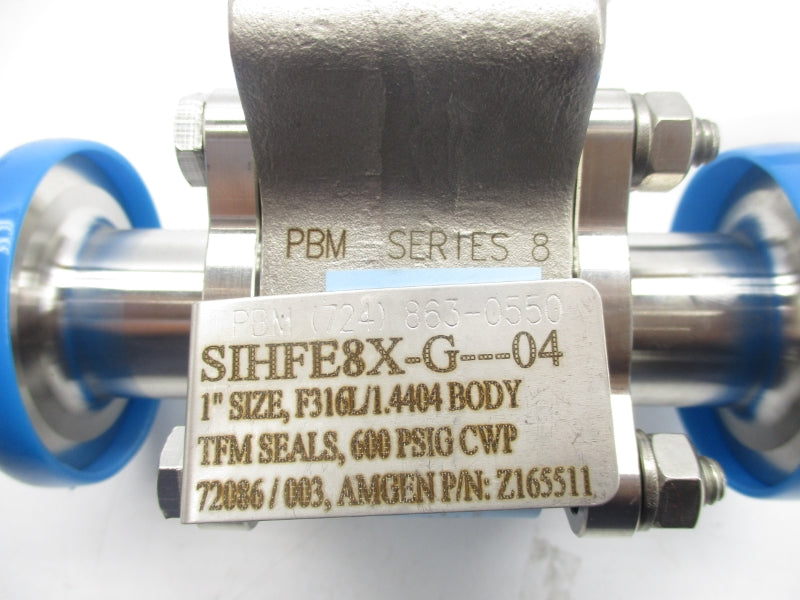 PBM SERIES 8
PBM (724) 863-0550
SIHFE8X-G---04
1" SIZE, F316L/1.4404 BODY
TFM SEALS, 600 PSIG CWP
72086 / 003, AMGEN P/N: Z165511